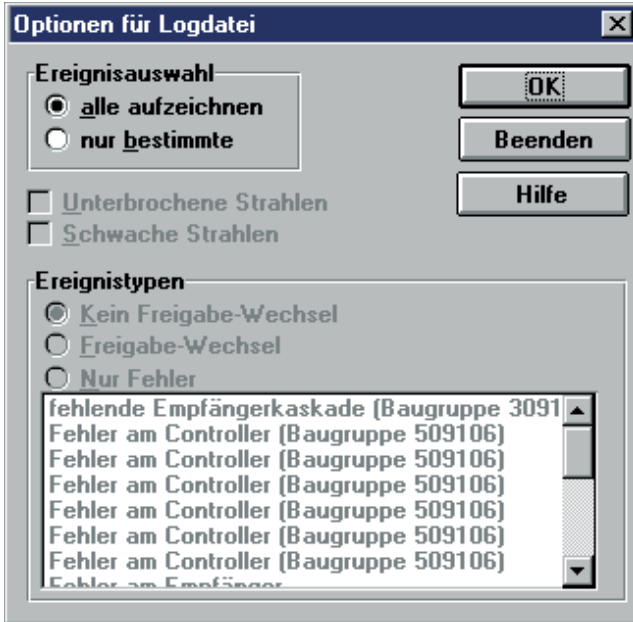 Optionen für Logdatei
Ereignisauswahl
alle aufzeichnen
nur bestimmte
OK
Beenden
Hilfe
Unterbrochene Strahlen
Schwache Strahlen
Ereignistypen
Kein Freigabe-Wechsel
Freigabe-Wechsel
Nur Fehler
fehlende Empfängerkaskade (Baugruppe 3091
Fehler am Controller (Baugruppe 509106)
Fehler am Controller (Baugruppe 509106)
Fehler am Controller (Baugruppe 509106)
Fehler am Controller (Baugruppe 509106)
Fehler am Controller (Baugruppe 509106)
Fehler am Controller (Baugruppe 509106)
Fehler am Empfänger